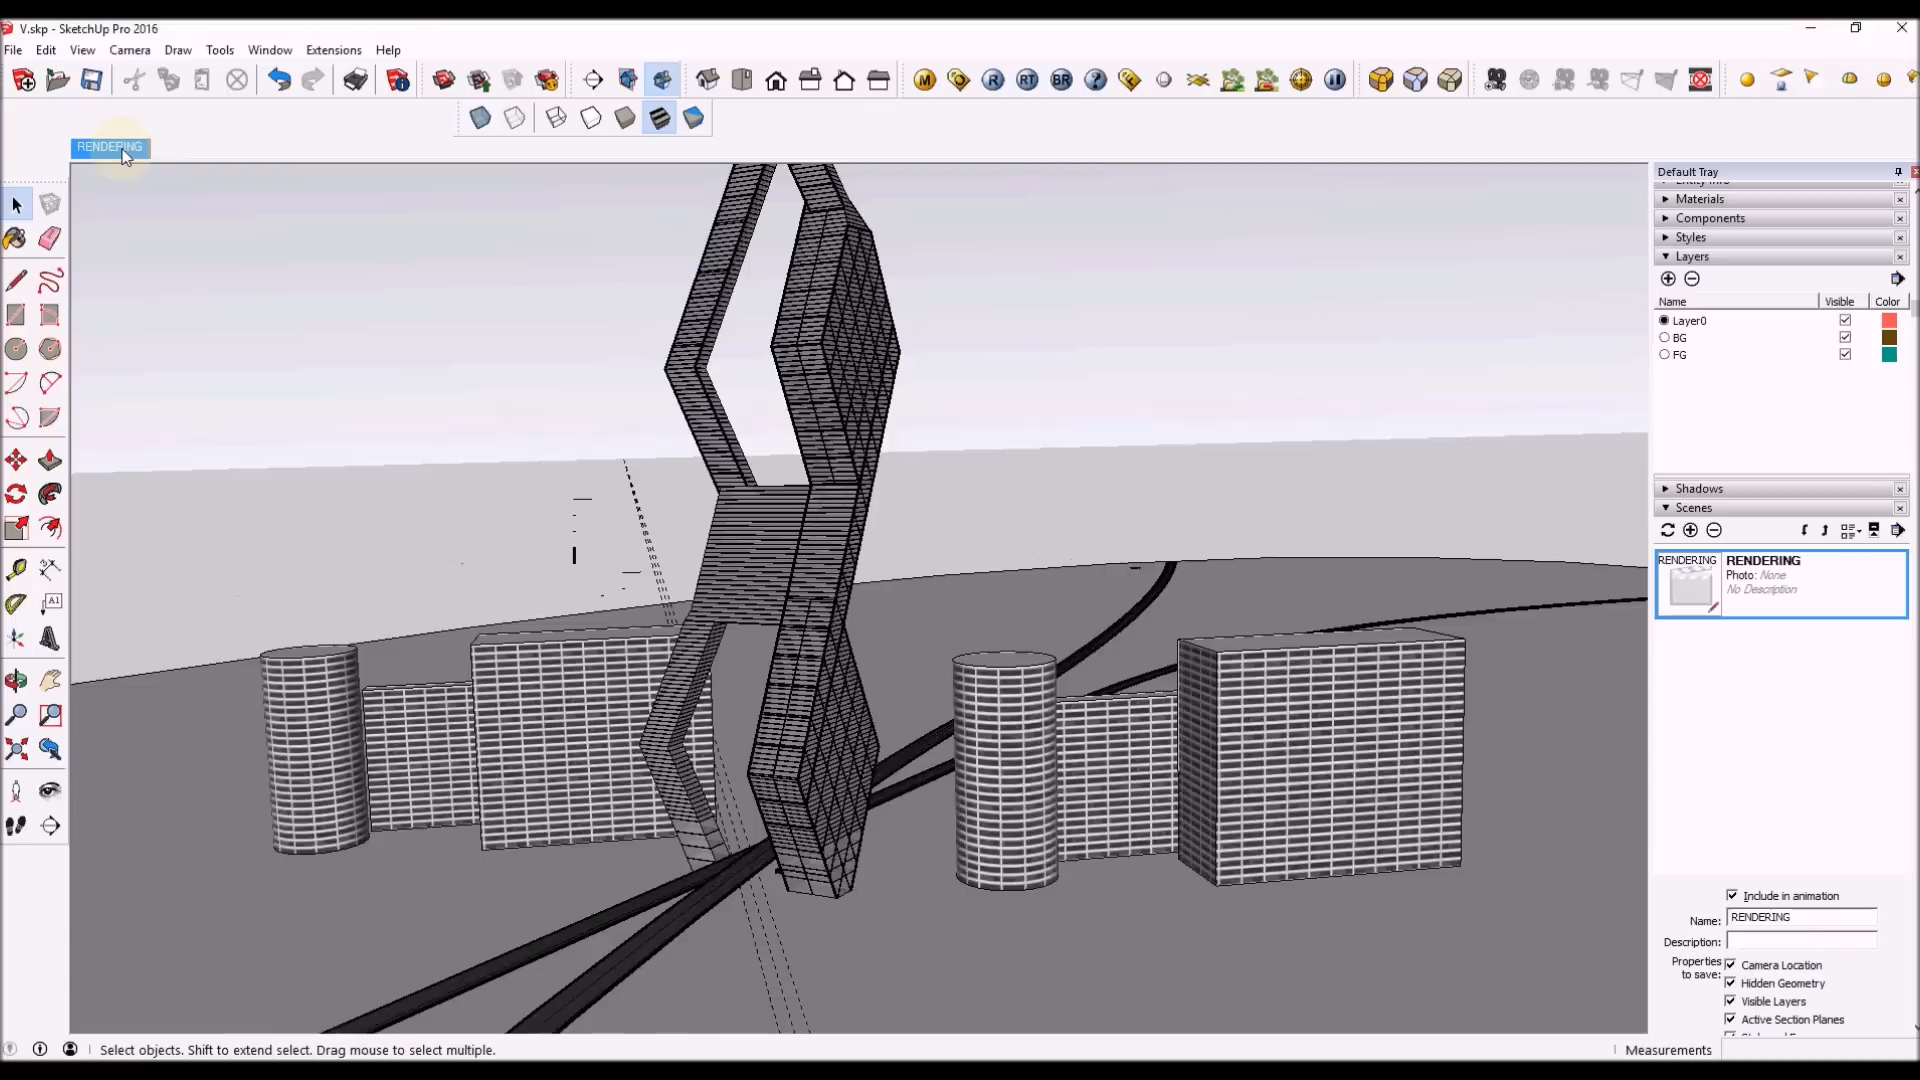 V.skp - SketchUp Pro 2016
File Edit View Camera Draw Tools Window Extensions Help
M R RT BR ?
RENDERING
Default Tray
Materials
Components
Styles
Layers
Name Visible Color
Layer0
BG
FG
Shadows
Scenes
RENDERING RENDERING
Photo: None
No Description
A1
Include in animation
Name: RENDERING
Description:
Properties to save:
Camera Location
Hidden Geometry
Visible Layers
Active Section Planes
Select objects. Shift to extend select. Drag mouse to select multiple.
Measurements